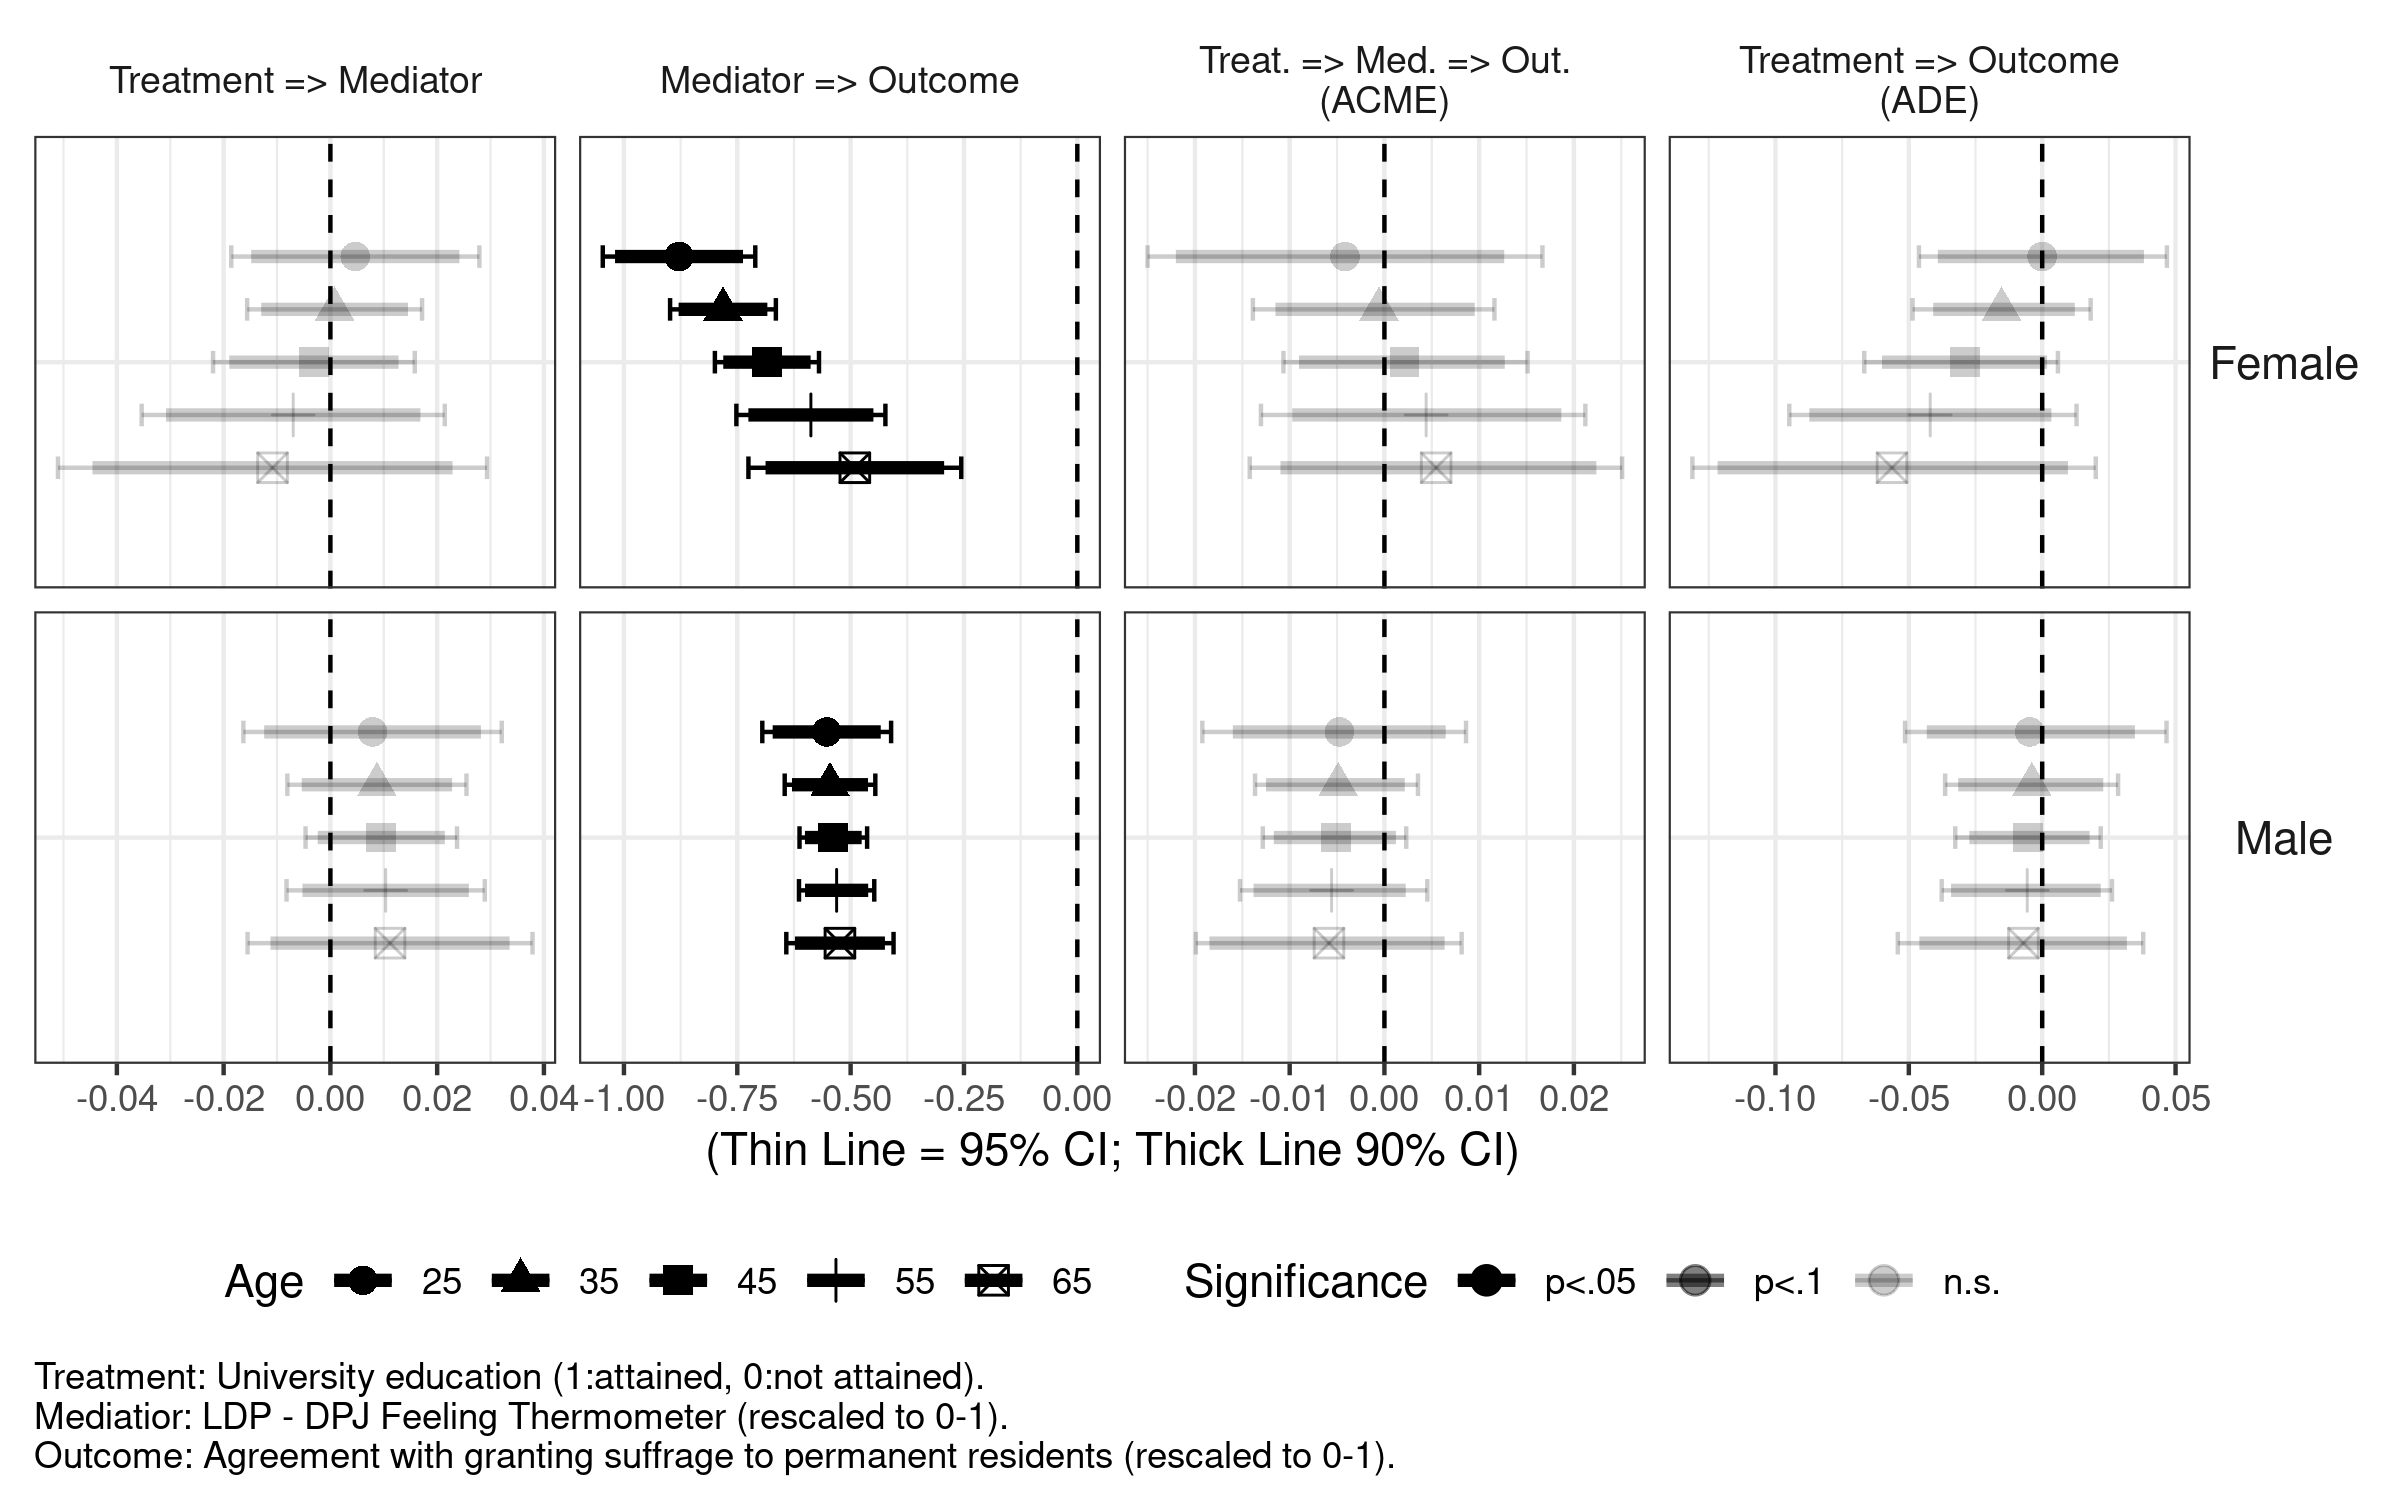 Treatment => Mediator
Mediator => Outcome
Treat. => Med. => Out.
(ACME)
Treatment => Outcome
(ADE)
Female
Male
-0.04 -0.02 0.00 0.02 0.04
-1.00 -0.75 -0.50 -0.25 0.00
-0.02 -0.01 0.00 0.01 0.02
-0.10 -0.05 0.00 0.05
(Thin Line = 95% CI; Thick Line 90% CI)
Age 25 35 45 55 65
Significance p<.05 p<.1 n.s.
Treatment: University education (1:attained, 0:not attained).
Mediatior: LDP - DPJ Feeling Thermometer (rescaled to 0-1).
Outcome: Agreement with granting suffrage to permanent residents (rescaled to 0-1).